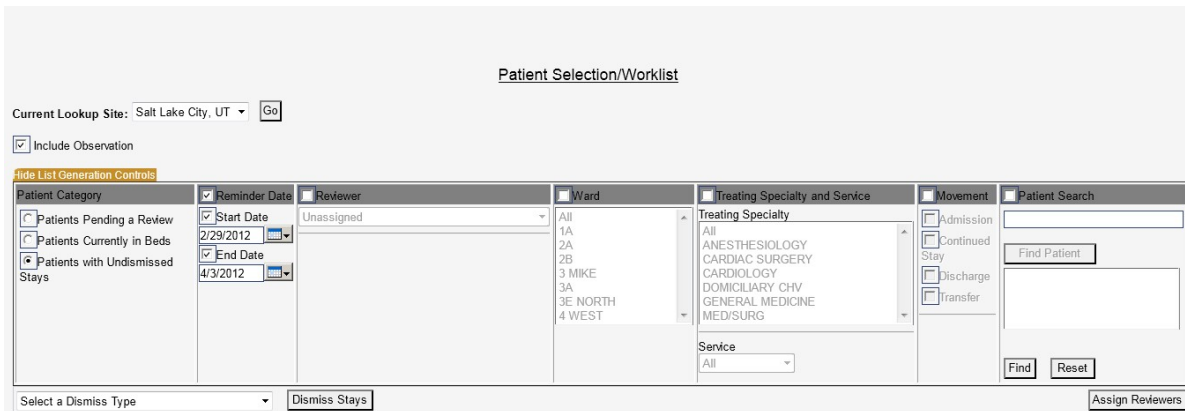 Patient Selection/Worklist
Current Lookup Site: Salt Lake City, UT Go
Include Observation
Hide List Generation Controls
Patient Category
Patients Pending a Review
Patients Currently in Beds
Patients with Undismissed
Stays
Reminder Date
Start Date
2/29/2012
End Date
4/3/2012
Reviewer
Unassigned
Ward
All
1A
2A
2B
3 MIKE
3A
3E NORTH
4 WEST
Treating Specialty and Service
Treating Specialty
All
ANESTHESIOLOGY
CARDIAC SURGERY
CARDIOLOGY
DOMICILIARY CHV
GENERAL MEDICINE
MED/SURG
Service
All
Movement
Admission
Continued
Stay
Discharge
Transfer
Patient Search
Find Patient
Find Reset
Select a Dismiss Type Dismiss Stays Assign Reviewers